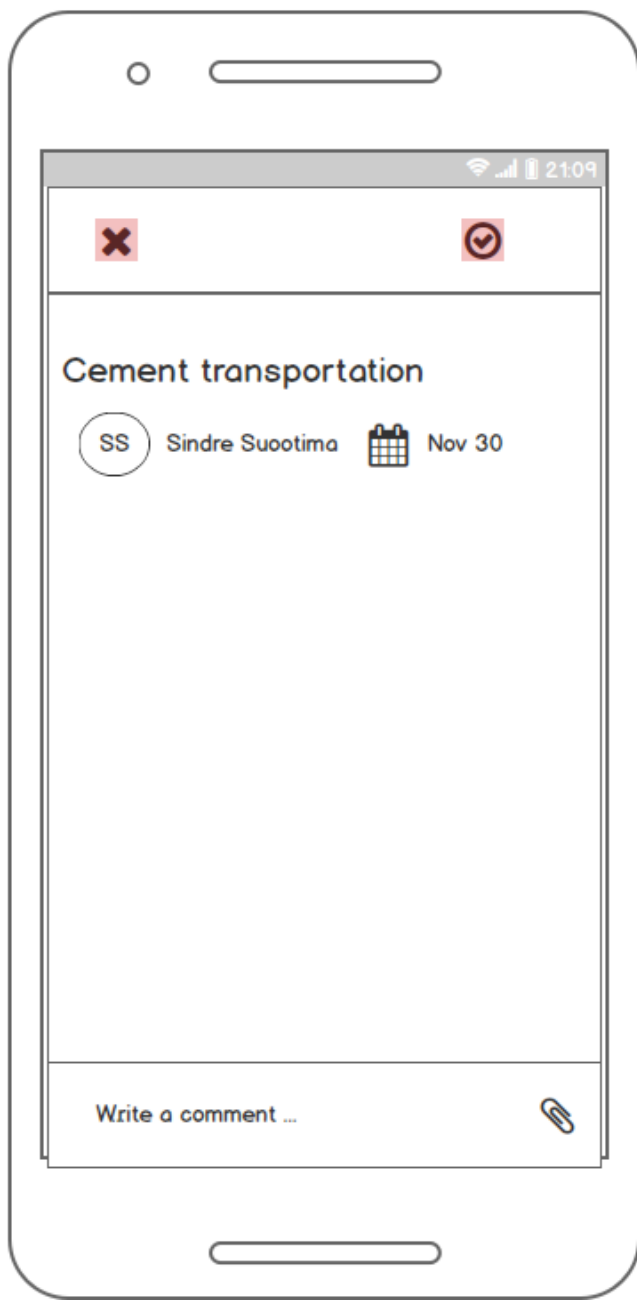 21:09
Cement transportation
SS Sindre Suootima Nov 30
Write a comment ...